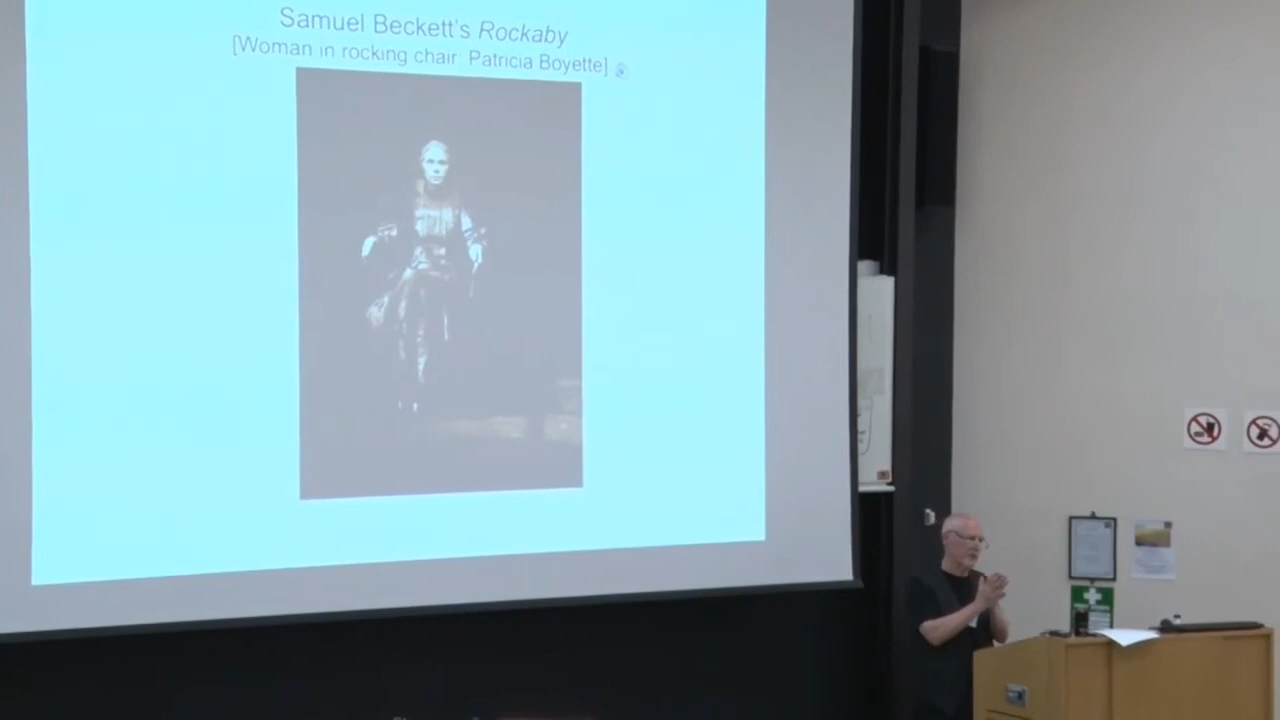 Samuel Beckett's Rockaby
[Woman in rocking chair: Patricia Boyette]